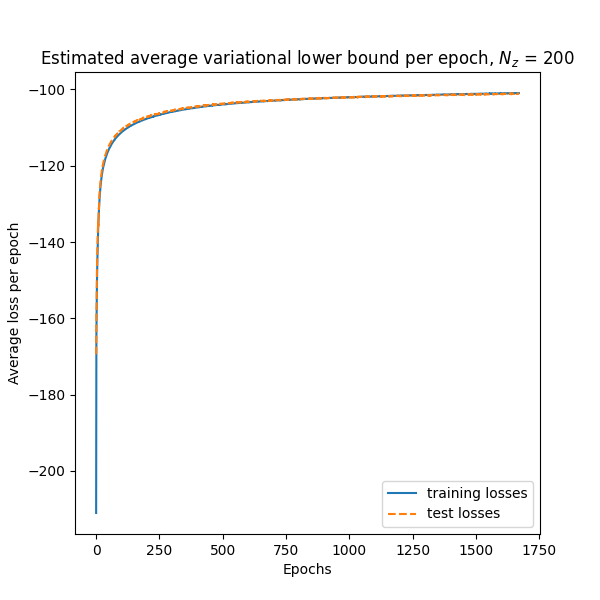 Estimated average variational lower bound per epoch, N_z = 200
Average loss per epoch
−100
−120
−140
−160
−180
−200
training losses
test losses
0 250 500 750 1000 1250 1500 1750
Epochs